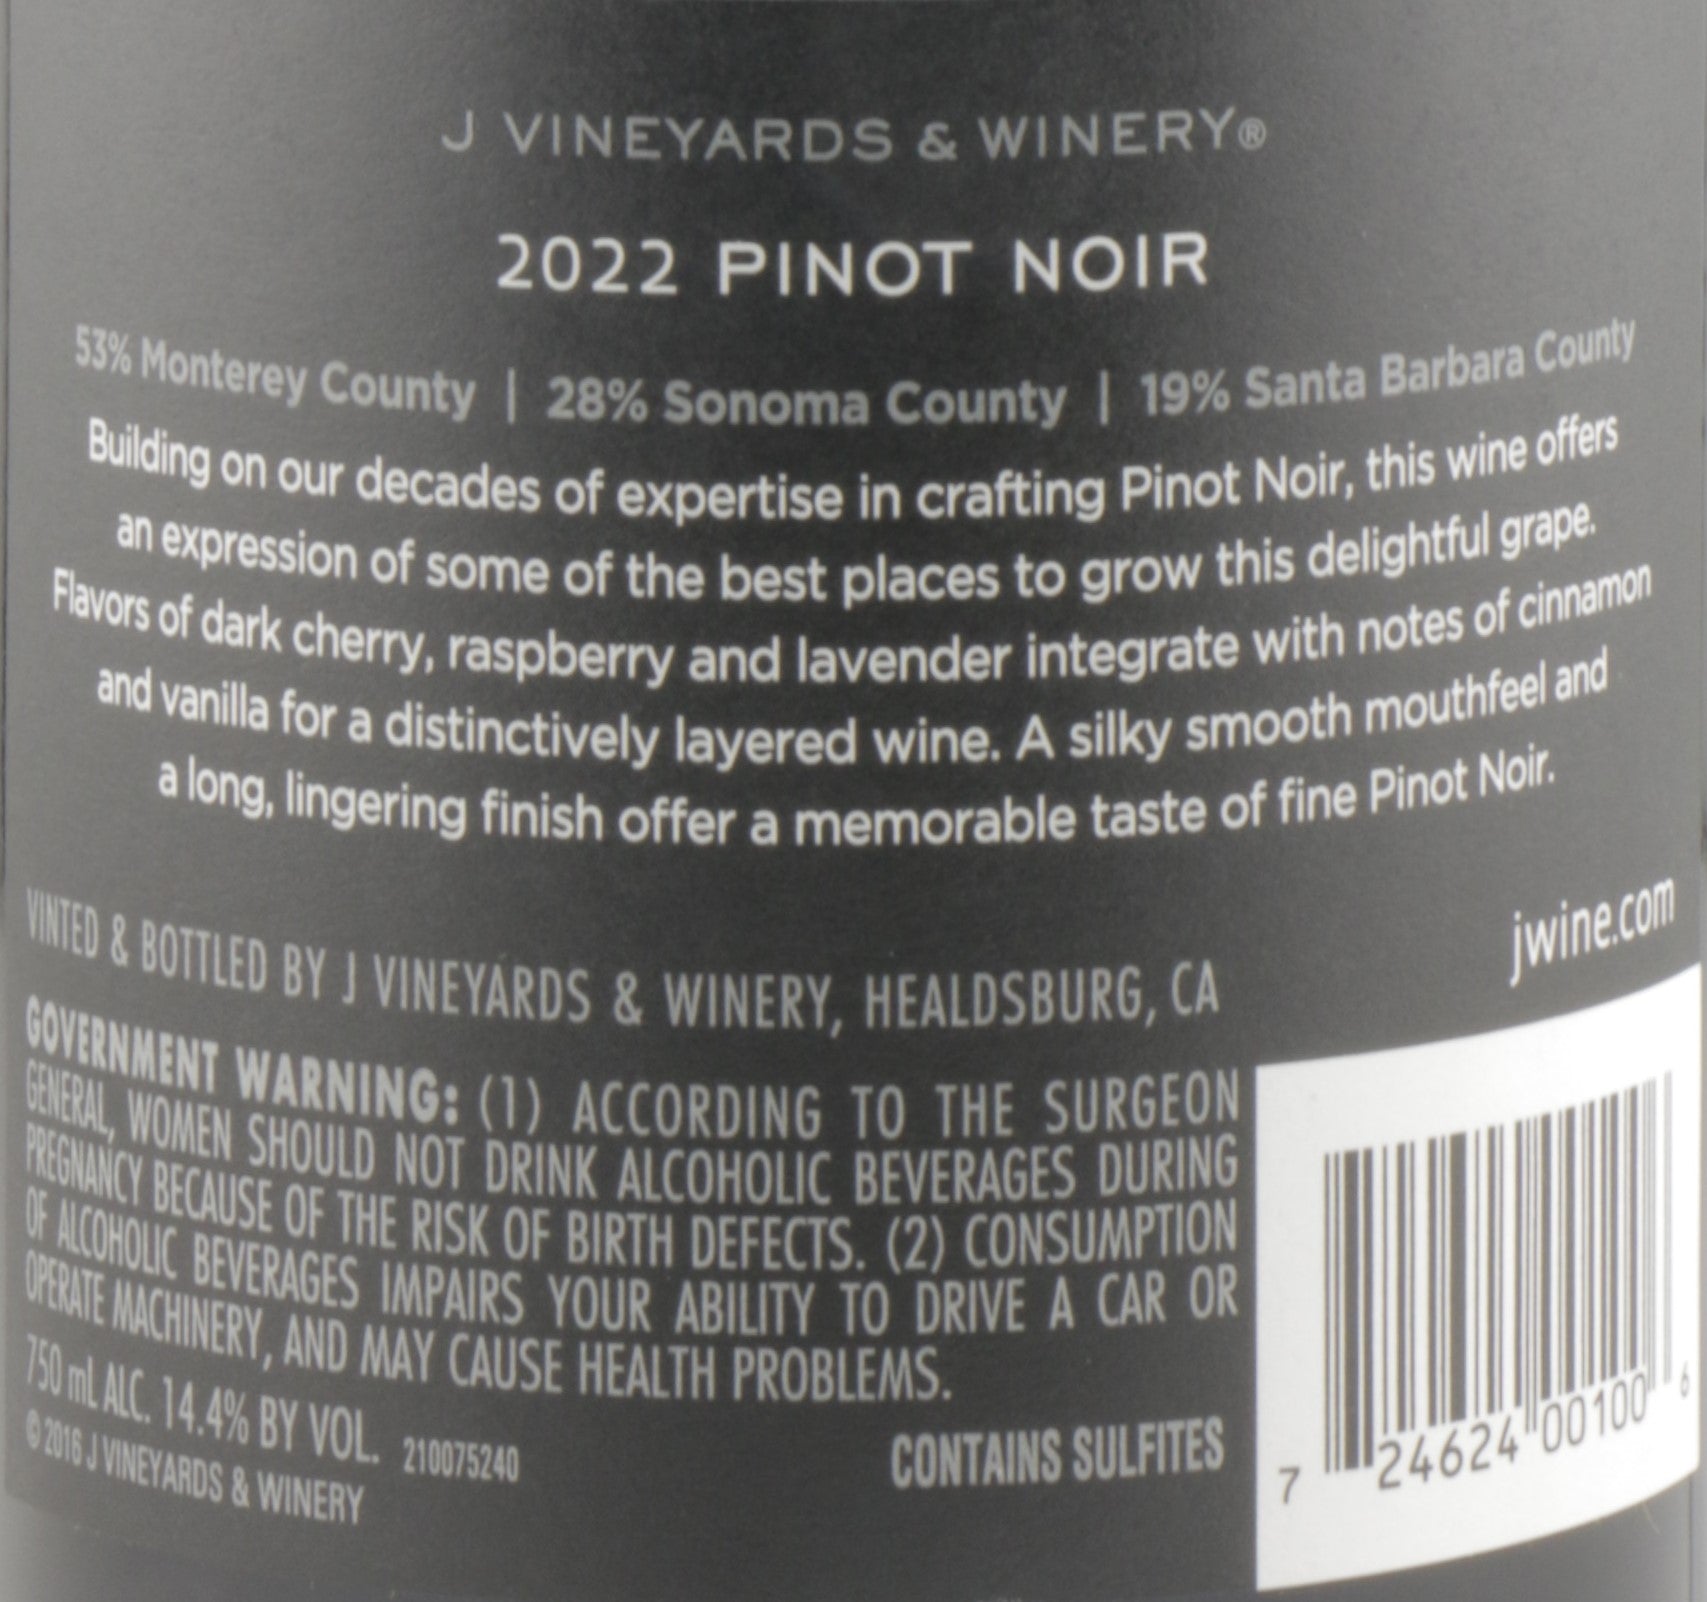 J VINEYARDS & WINERY®
2022 PINOT NOIR
53% Monterey County | 28% Sonoma County | 19% Santa Barbara County
Building on our decades of expertise in crafting Pinot Noir, this wine offers
an expression of some of the best places to grow this delightful grape.
Flavors of dark cherry, raspberry and lavender integrate with notes of cinnamon
and vanilla for a distinctively layered wine. A silky smooth mouthfeel and
a long, lingering finish offer a memorable taste of fine Pinot Noir.
jwine.com
VINTED & BOTTLED BY J VINEYARDS & WINERY, HEALDSBURG, CA
GOVERNMENT WARNING: (1) ACCORDING TO THE SURGEON
GENERAL, WOMEN SHOULD NOT DRINK ALCOHOLIC BEVERAGES DURING
PREGNANCY BECAUSE OF THE RISK OF BIRTH DEFECTS. (2) CONSUMPTION
OF ALCOHOLIC BEVERAGES IMPAIRS YOUR ABILITY TO DRIVE A CAR OR
OPERATE MACHINERY, AND MAY CAUSE HEALTH PROBLEMS.
750 mL ALC. 14.4% BY VOL. 210075240
CONTAINS SULFITES
© 2016 J VINEYARDS & WINERY
7 24624 00100 6